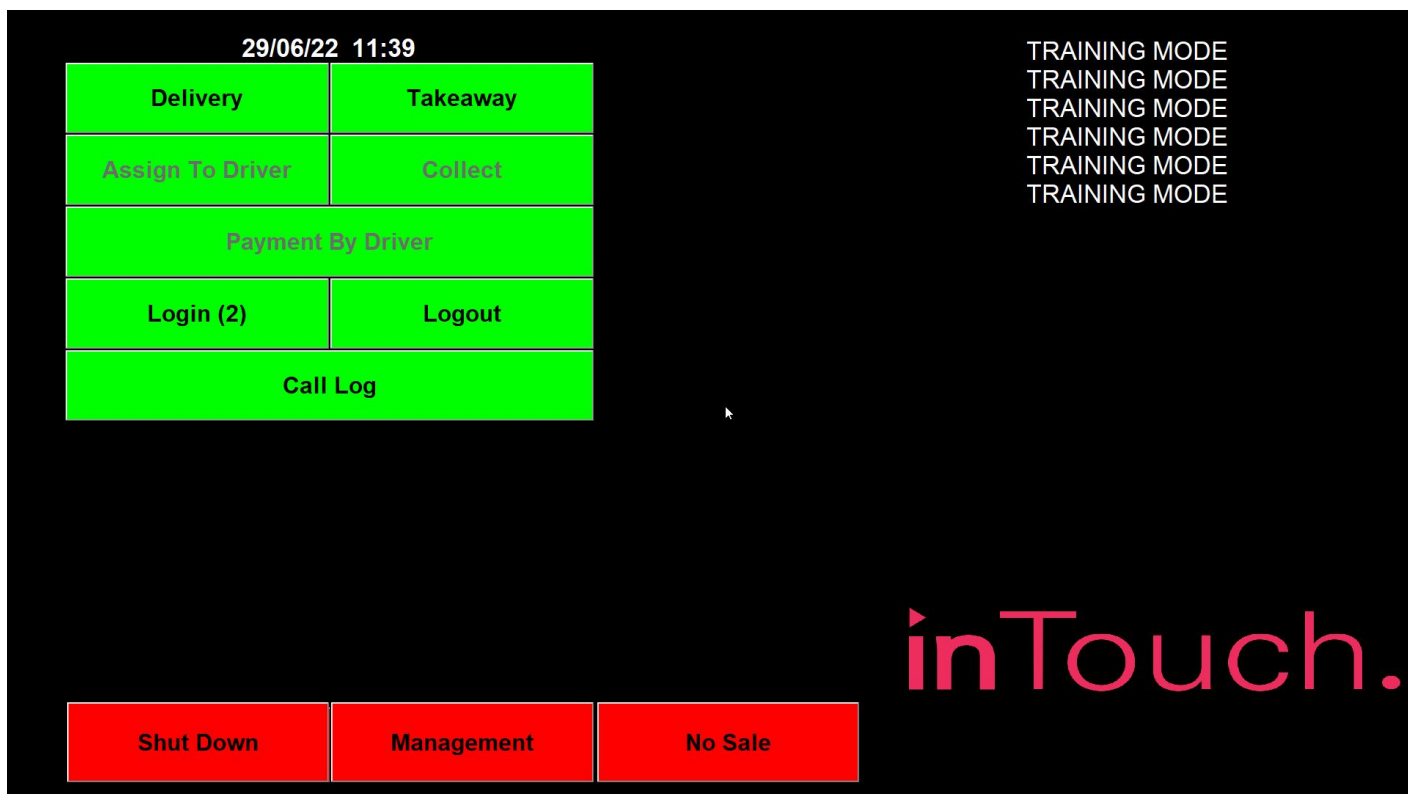 29/06/22 11:39
Delivery Takeaway
Assign To Driver Collect
Payment By Driver
Login (2) Logout
Call Log
TRAINING MODE
TRAINING MODE
TRAINING MODE
TRAINING MODE
TRAINING MODE
TRAINING MODE
inTouch.
Shut Down Management No Sale